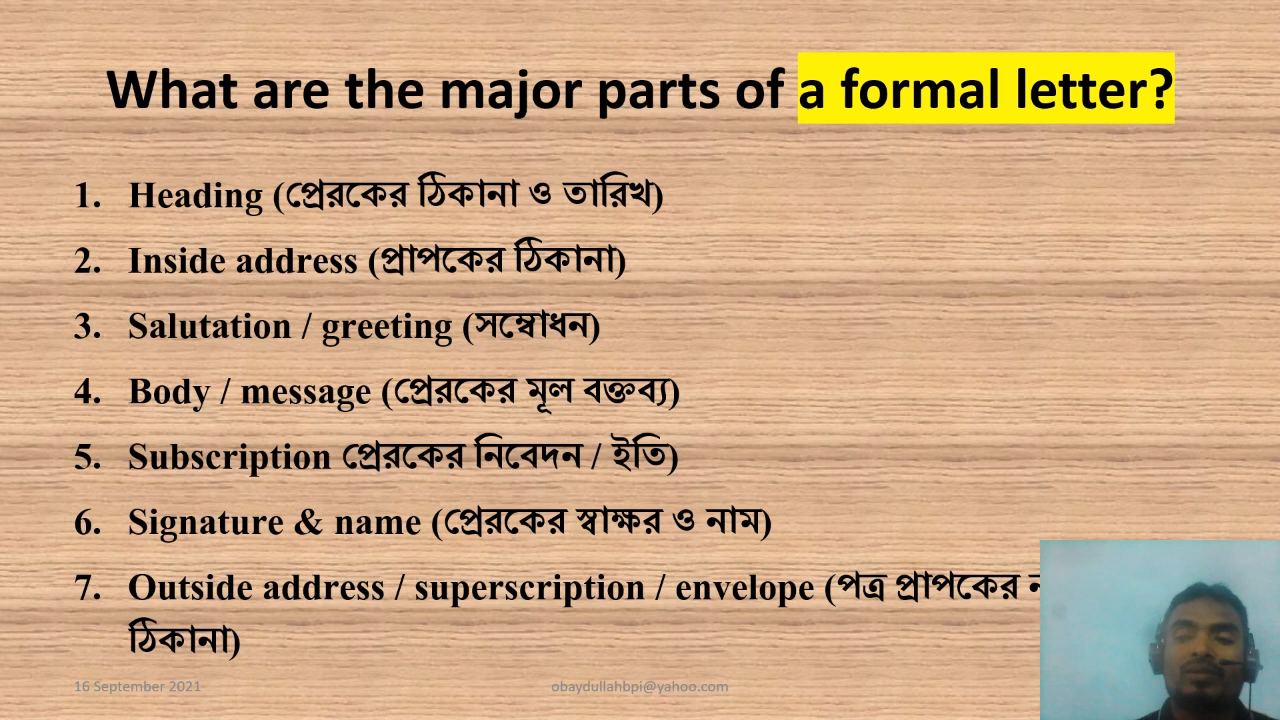 What are the major parts of a formal letter?
1. Heading (প্রেরকের ঠিকানা ও তারিখ)
2. Inside address (প্রাপকের ঠিকানা)
3. Salutation / greeting (সম্বোধন)
4. Body / message (প্রেরকের মূল বক্তব্য)
5. Subscription প্রেরকের নিবেদন / ইতি)
6. Signature & name (প্রেরকের স্বাক্ষর ও নাম)
7. Outside address / superscription / envelope (পত্র প্রাপকের
ঠিকানা)
16 September 2021 obaydullahbpi@yahoo.com